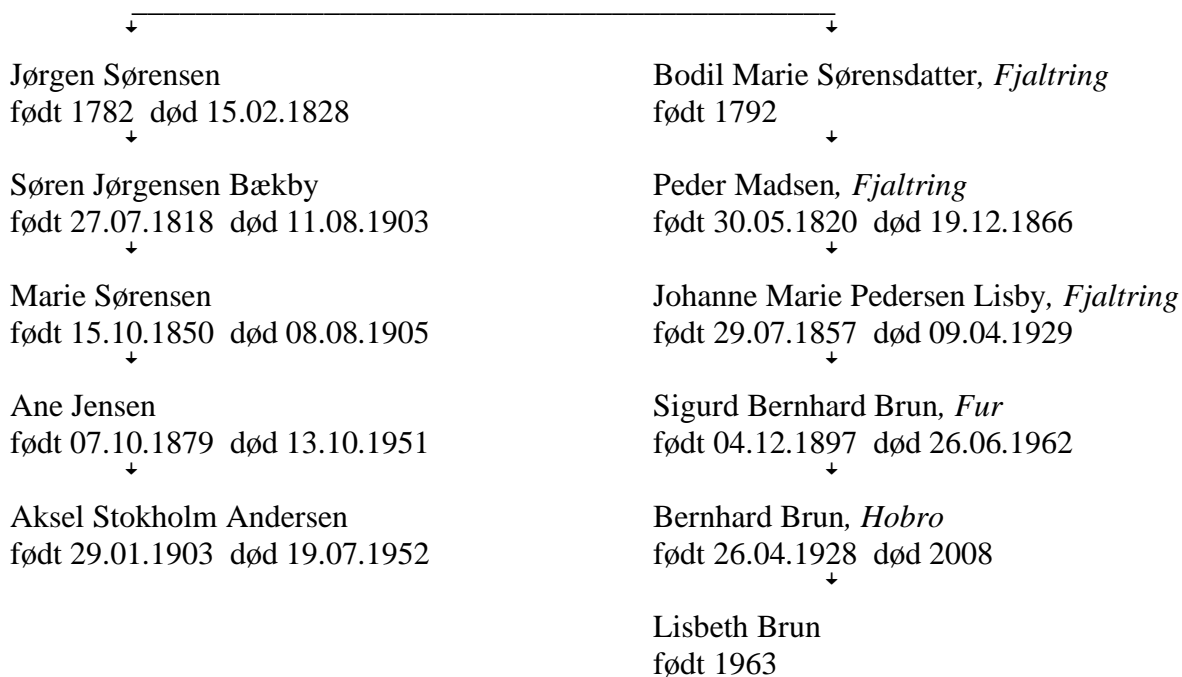 Jørgen Sørensen
født 1782 død 15.02.1828
Søren Jørgensen Bækby
født 27.07.1818 død 11.08.1903
Marie Sørensen
født 15.10.1850 død 08.08.1905
Ane Jensen
født 07.10.1879 død 13.10.1951
Aksel Stokholm Andersen
født 29.01.1903 død 19.07.1952
Bodil Marie Sørensdatter, Fjaltring
født 1792
Peder Madsen, Fjaltring
født 30.05.1820 død 19.12.1866
Johanne Marie Pedersen Lisby, Fjaltring
født 29.07.1857 død 09.04.1929
Sigurd Bernhard Brun, Fur
født 04.12.1897 død 26.06.1962
Bernhard Brun, Hobro
født 26.04.1928 død 2008
Lisbeth Brun
født 1963